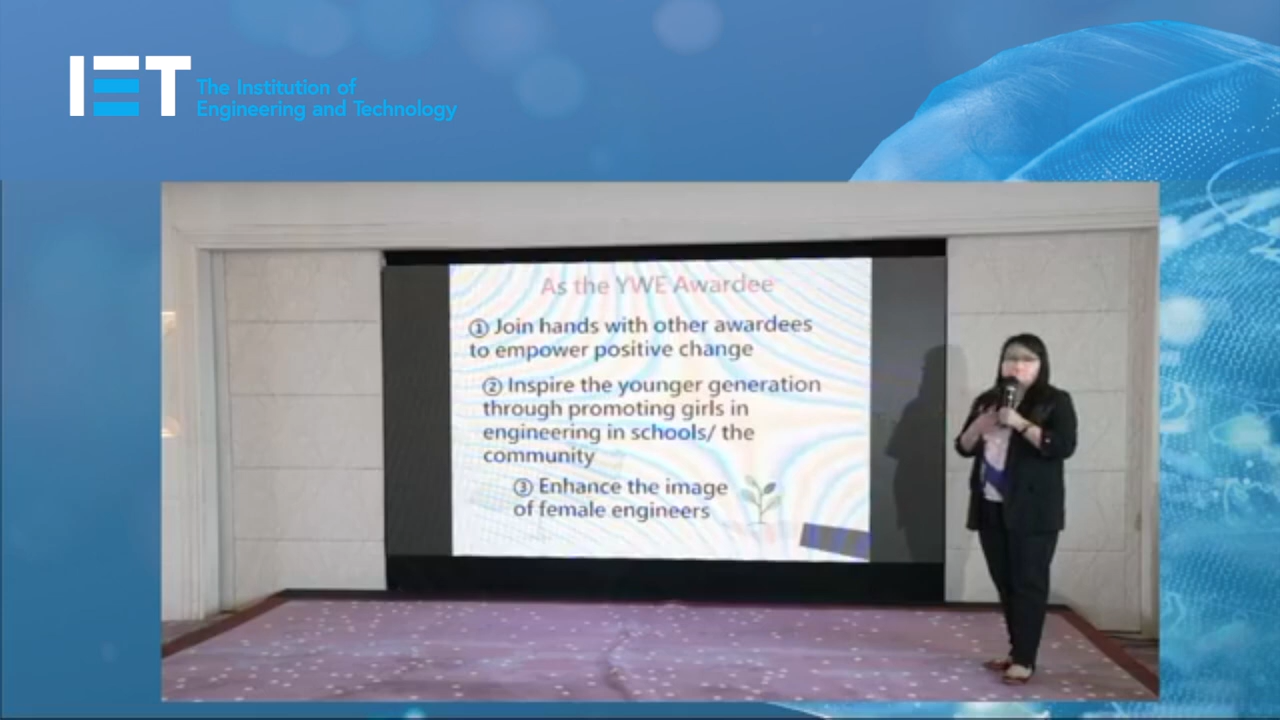 IET
The Institution of
Engineering and Technology
As the YWE Awardee
① Join hands with other awardees
to empower positive change
② Inspire the younger generation
through promoting girls in
engineering in schools/ the
community
③ Enhance the image
of female engineers